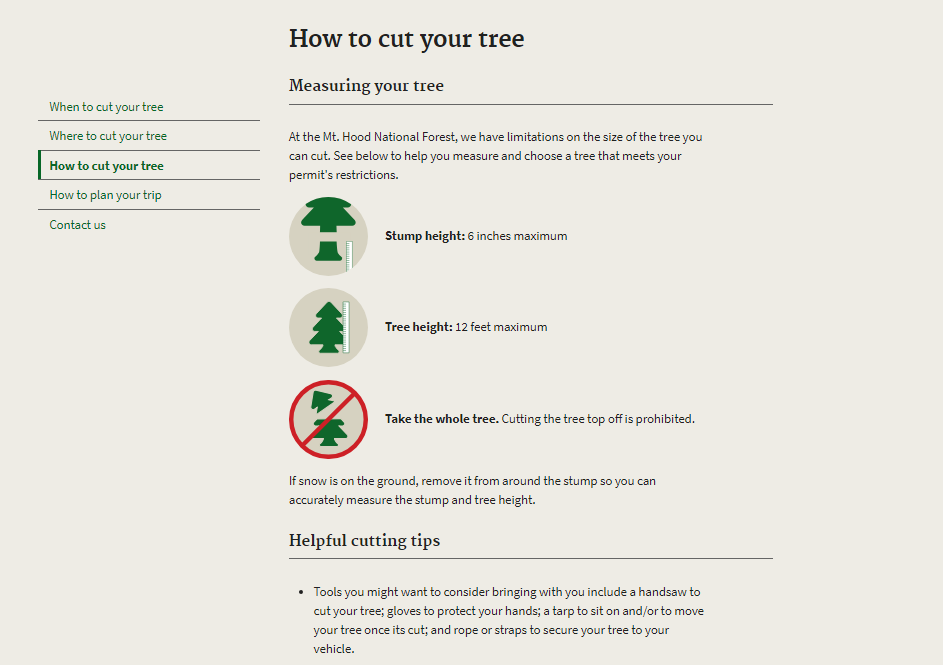 How to cut your tree
Measuring your tree
When to cut your tree
Where to cut your tree
How to cut your tree
How to plan your trip
Contact us
At the Mt. Hood National Forest, we have limitations on the size of the tree you
can cut. See below to help you measure and choose a tree that meets your
permit's restrictions.
Stump height: 6 inches maximum
Tree height: 12 feet maximum
Take the whole tree. Cutting the tree top off is prohibited.
If snow is on the ground, remove it from around the stump so you can
accurately measure the stump and tree height.
Helpful cutting tips
• Tools you might want to consider bringing with you include a handsaw to
cut your tree; gloves to protect your hands; a tarp to sit on and/or to move
your tree once its cut; and rope or straps to secure your tree to your
vehicle.